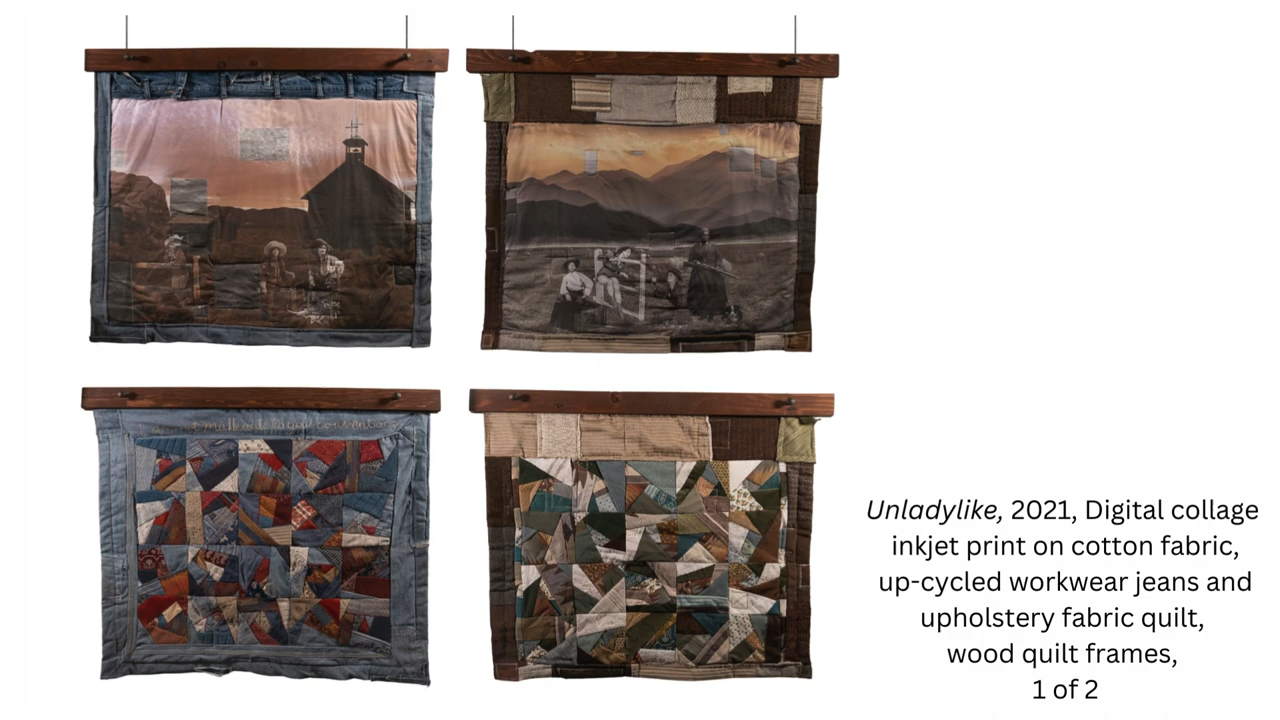 Unladylike, 2021, Digital collage
inkjet print on cotton fabric,
up-cycled workwear jeans and
upholstery fabric quilt,
wood quilt frames,
1 of 2